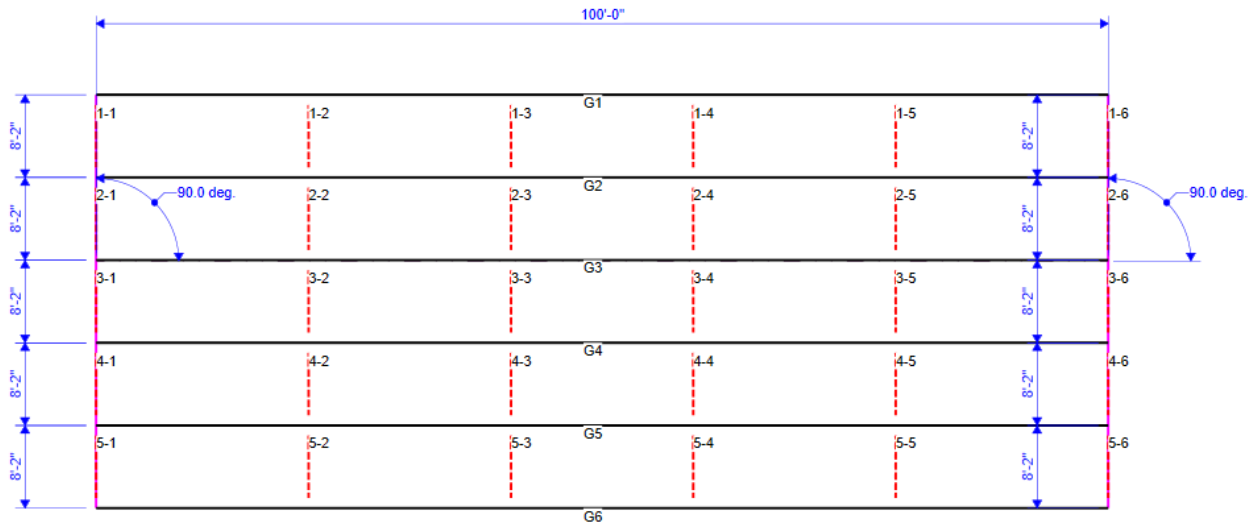 100'-0"
G1
1-1 1-2 1-3 1-4 1-5 1-6
8'-2" 8'-2"
G2
90.0 deg. 90.0 deg.
2-1 2-2 2-3 2-4 2-5 2-6
8'-2" 8'-2"
G3
3-1 3-2 3-3 3-4 3-5 3-6
8'-2" 8'-2"
G4
4-1 4-2 4-3 4-4 4-5 4-6
8'-2" 8'-2"
G5
5-1 5-2 5-3 5-4 5-5 5-6
8'-2" 8'-2"
G6